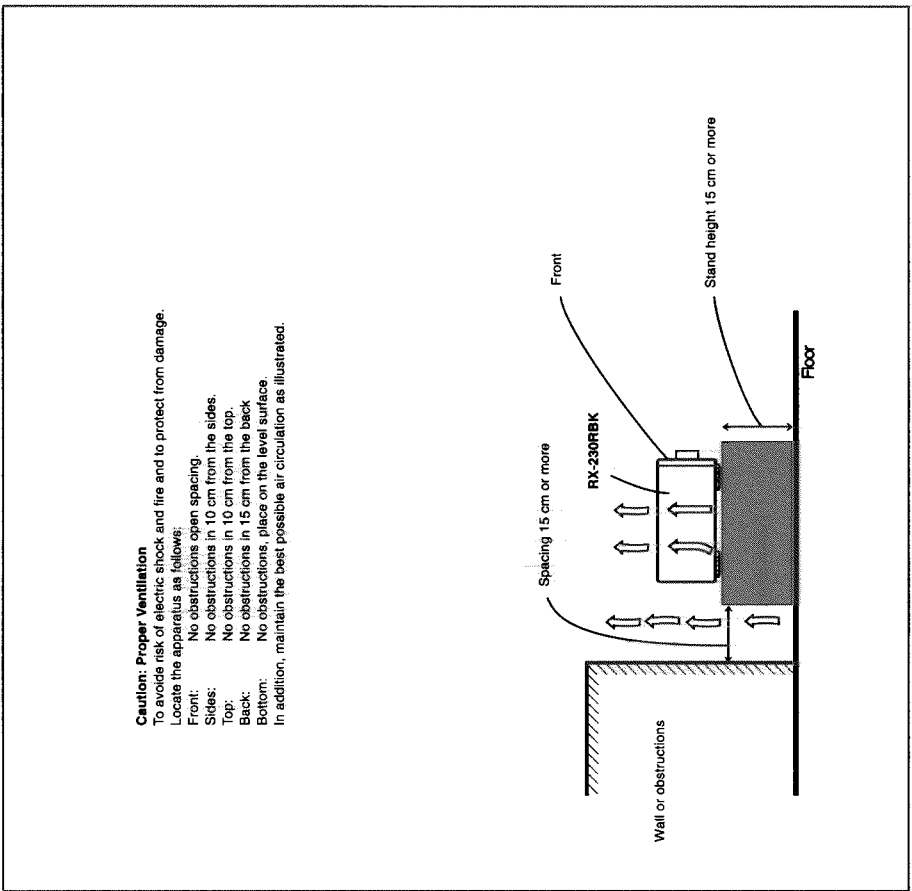 Caution: Proper Ventilation
To avoide risk of electric shock and fire and to protect from damage.
Locate the apparatus as follows:
Front: No obstructions open spacing.
Sides: No obstructions in 10 cm from the sides.
Top: No obstructions in 10 cm from the top.
Back: No obstructions in 15 cm from the back
Bottom: No obstructions, place on the level surface.
In addition, maintain the best possible air circulation as illustrated.
Spacing 15 cm or more
RX-230RBK
Front
Wall or obstructions
Stand height 15 cm or more
Floor